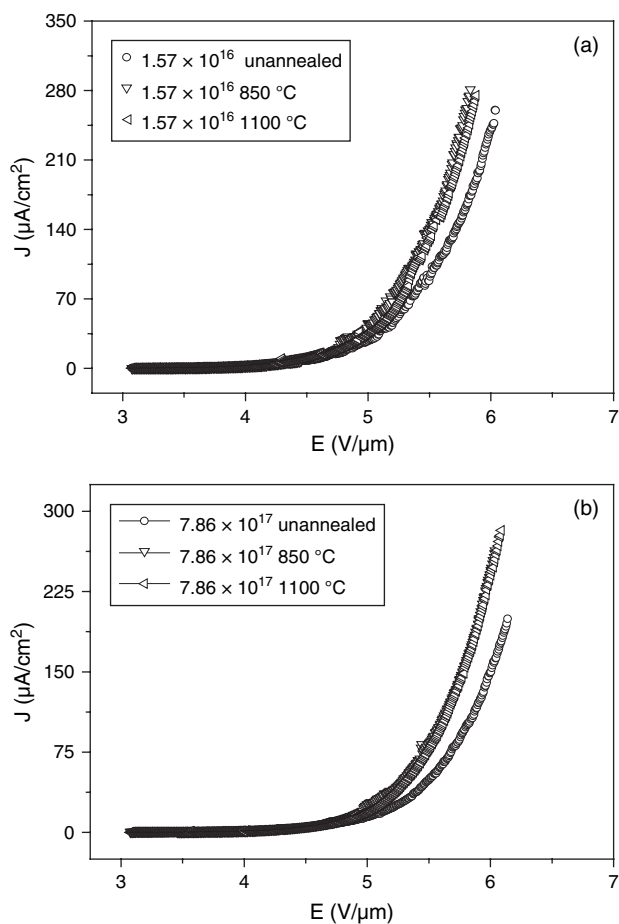 (a)
1.57 × 10¹⁶ unannealed
1.57 × 10¹⁶ 850 °C
1.57 × 10¹⁶ 1100 °C
350
280
210
140
70
0
J (µA/cm²)
3 4 5 6 7
E (V/µm)
(b)
7.86 × 10¹⁷ unannealed
7.86 × 10¹⁷ 850 °C
7.86 × 10¹⁷ 1100 °C
300
225
150
75
0
J (µA/cm²)
3 4 5 6 7
E (V/µm)